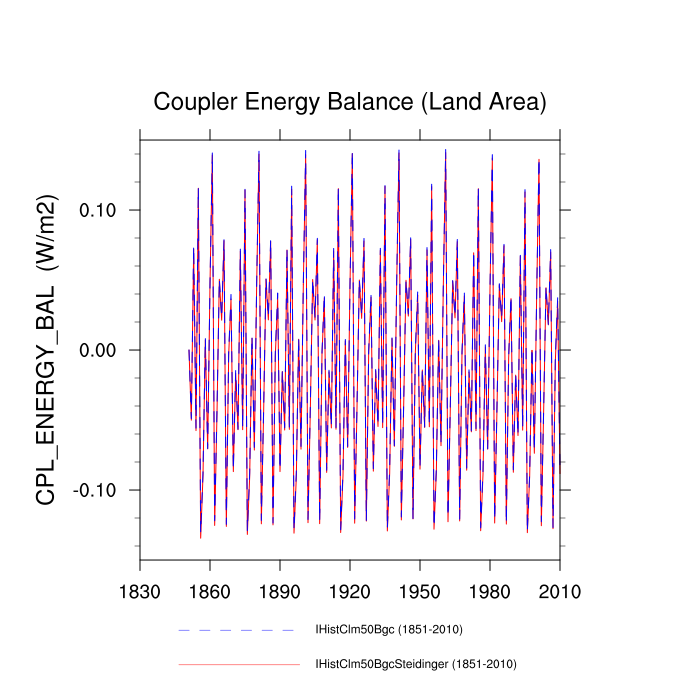 Coupler Energy Balance (Land Area)
CPL_ENERGY_BAL (W/m2)
0.10
0.00
-0.10
1830 1860 1890 1920 1950 1980 2010
IHistClm50Bgc (1851-2010)
IHistClm50BgcSteidinger (1851-2010)